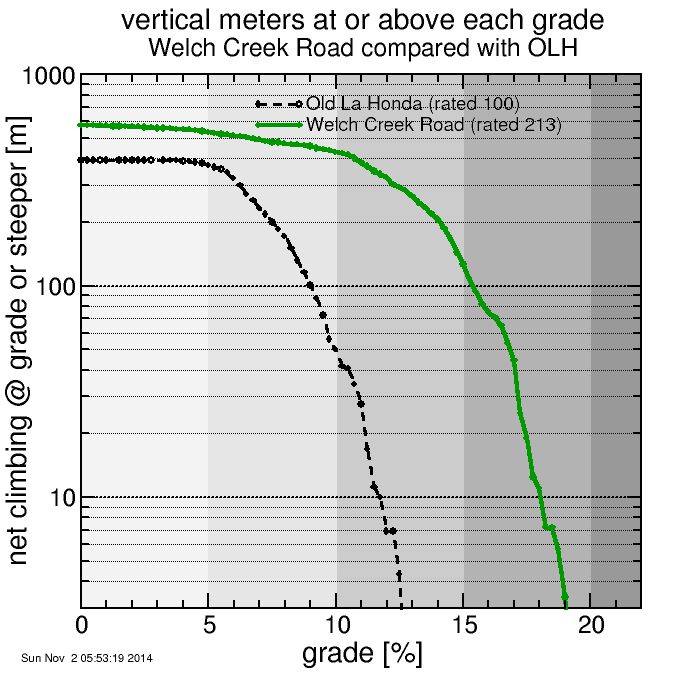 vertical meters at or above each grade
Welch Creek Road compared with OLH
1000
Old La Honda (rated 100)
Welch Creek Road (rated 213)
net climbing @ grade or steeper [m]
100
10
0 5 10 15 20
grade [%]
Sun Nov 2 05:53:19 2014